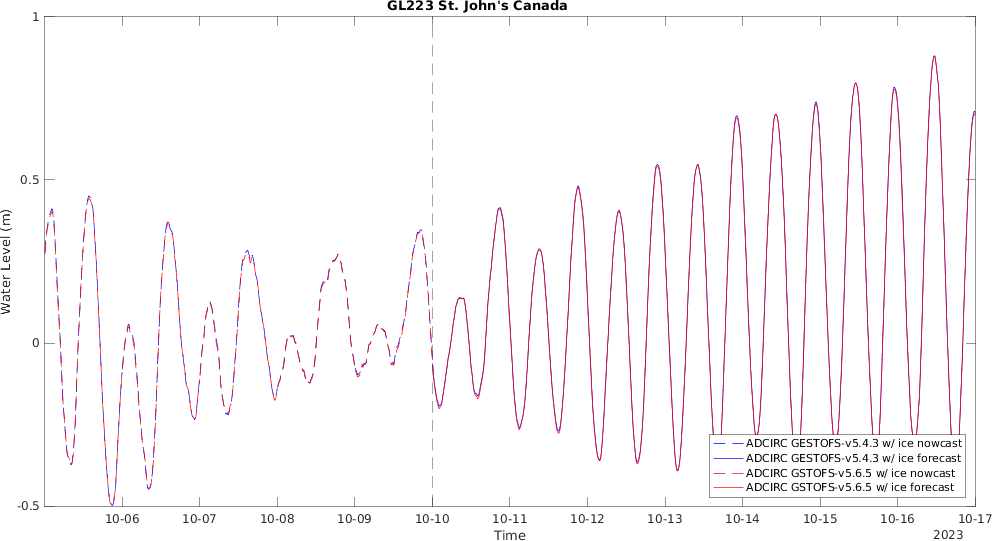 GL223 St. John's Canada
1
0.5
0
-0.5
Water Level (m)
ADCIRC GESTOFS-v5.4.3 w/ ice nowcast
ADCIRC GESTOFS-v5.4.3 w/ ice forecast
ADCIRC GSTOFS-v5.6.5 w/ ice nowcast
ADCIRC GSTOFS-v5.6.5 w/ ice forecast
10-06 10-07 10-08 10-09 10-10 10-11 10-12 10-13 10-14 10-15 10-16 10-17
Time
2023